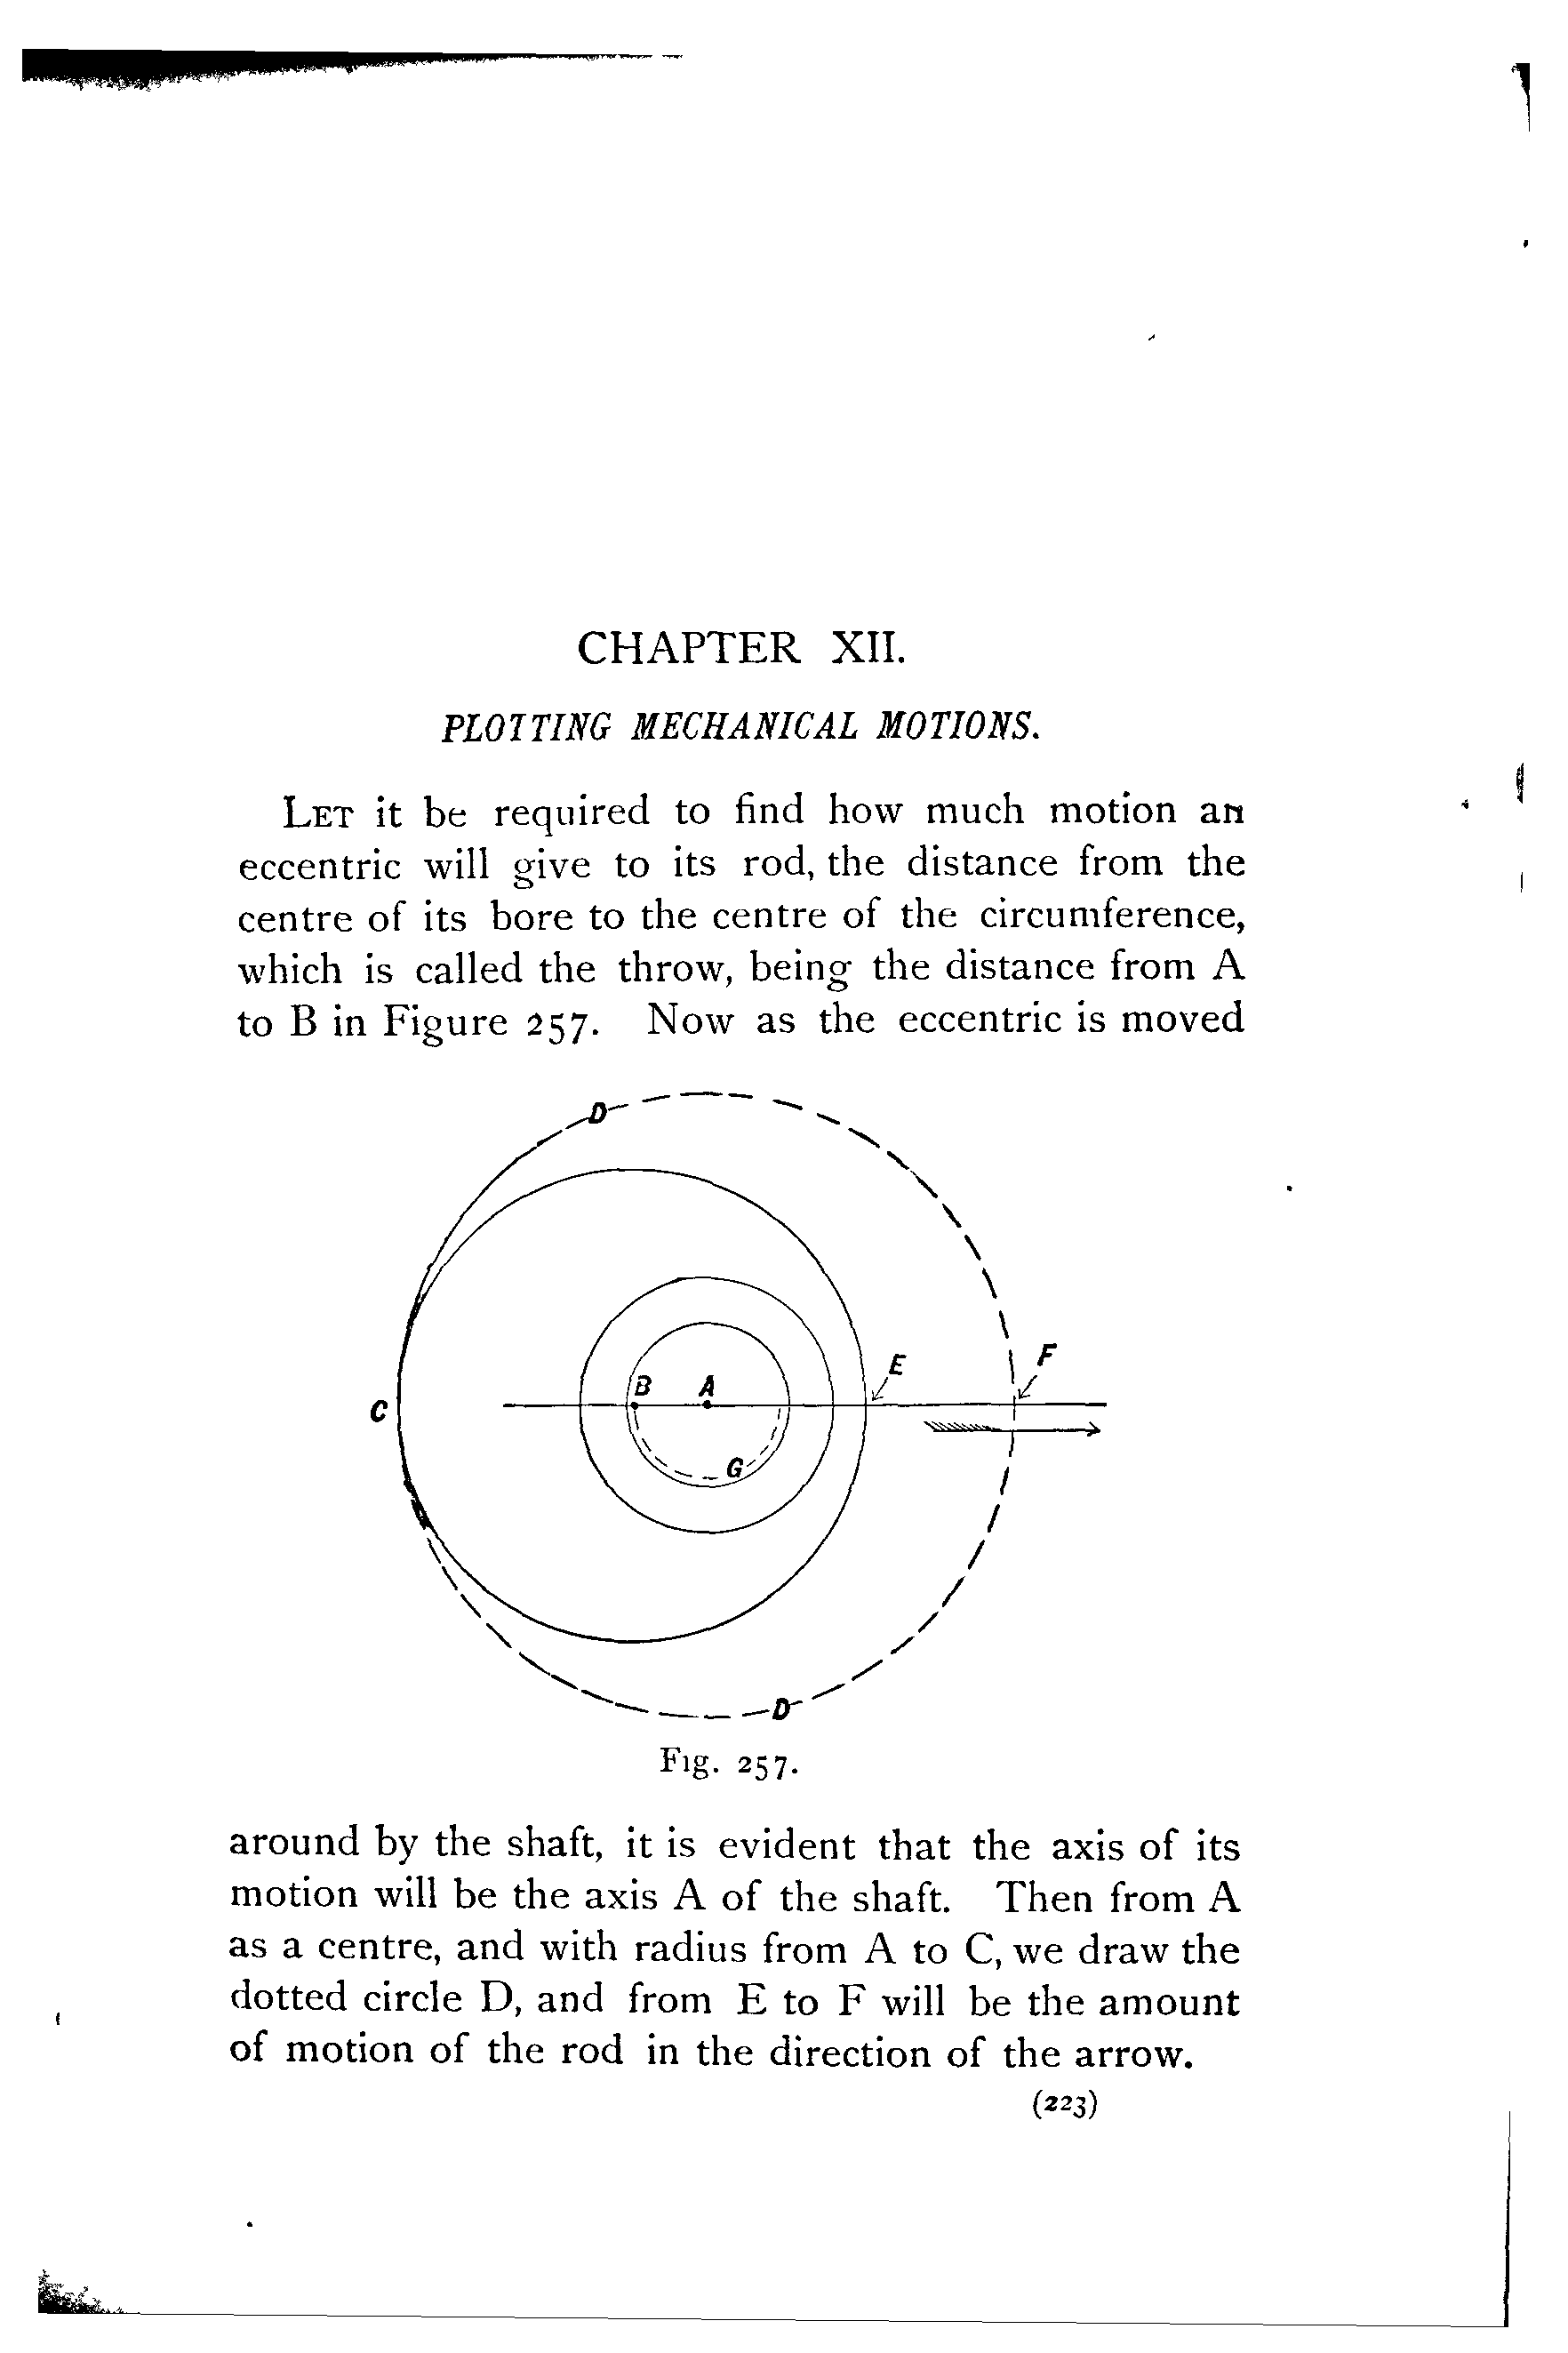 CHAPTER XII.
PLOTTING MECHANICAL MOTIONS.
LET it be required to find how much motion an
eccentric will give to its rod, the distance from the
centre of its bore to the centre of the circumference,
which is called the throw, being the distance from A
to B in Figure 257. Now as the eccentric is moved
D
F
E
B A
C
G
D
Fig. 257.
around by the shaft, it is evident that the axis of its
motion will be the axis A of the shaft. Then from A
as a centre, and with radius from A to C, we draw the
dotted circle D, and from E to F will be the amount
of motion of the rod in the direction of the arrow.
(223)